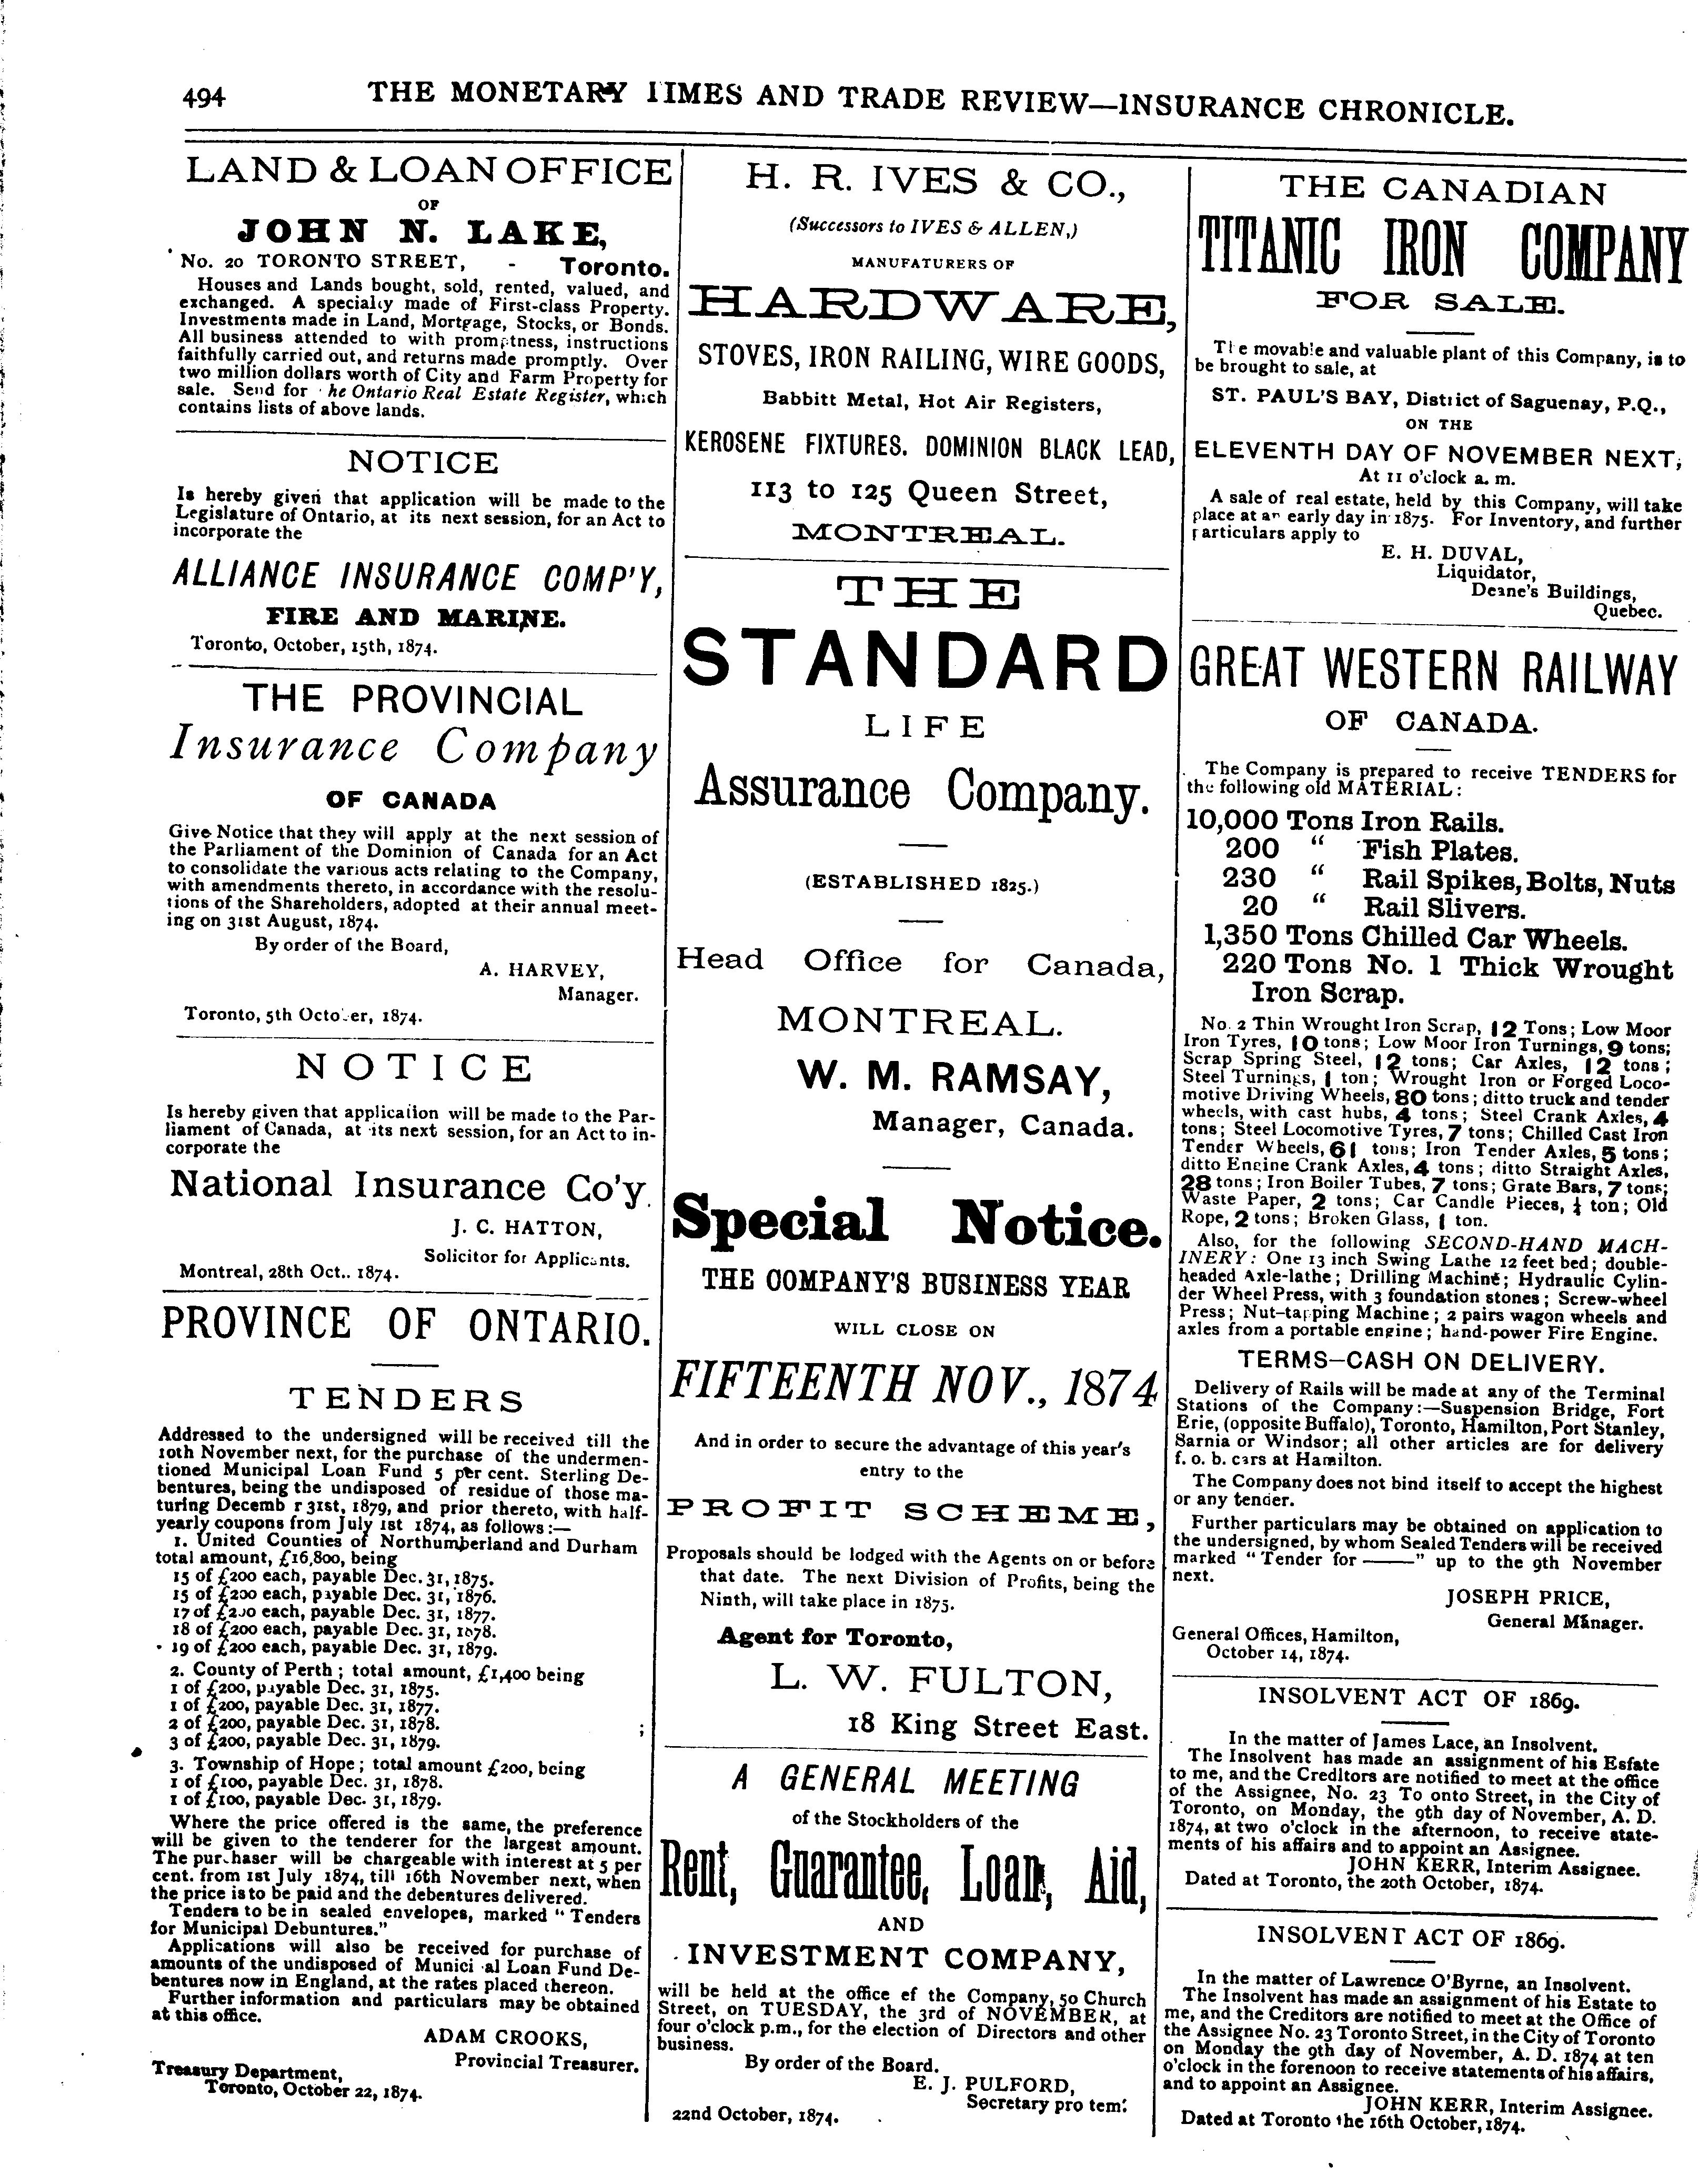 494
THE MONETARY TIMES AND TRADE REVIEW—INSURANCE CHRONICLE.
LAND & LOAN OFFICE
OF
JOHN N. LAKE,
No. 20 TORONTO STREET, - Toronto.
Houses and Lands bought, sold, rented, valued, and
exchanged. A specialty made of First-class Property.
Investments made in Land, Mortgage, Stocks, or Bonds.
All business attended to with promptness, instructions
faithfully carried out, and returns made promptly. Over
two million dollars worth of City and Farm Property for
sale. Send for he Ontario Real Estate Register, which
contains lists of above lands.
NOTICE
Is hereby given that application will be made to the
Legislature of Ontario, at its next session, for an Act to
incorporate the
ALLIANCE INSURANCE COMP'Y,
FIRE AND MARINE.
Toronto, October, 15th, 1874.
THE PROVINCIAL
Insurance Company
OF CANADA
Give Notice that they will apply at the next session of
the Parliament of the Dominion of Canada for an Act
to consolidate the various acts relating to the Company,
with amendments thereto, in accordance with the resolu-
tions of the Shareholders, adopted at their annual meet-
ing on 31st August, 1874.
By order of the Board,
A. HARVEY,
Manager.
Toronto, 5th October, 1874.
NOTICE
Is hereby given that application will be made to the Par-
liament of Canada, at its next session, for an Act to in-
corporate the
National Insurance Co'y.
J. C. HATTON,
Solicitor for Applicants.
Montreal, 28th Oct.. 1874.
PROVINCE OF ONTARIO.
TENDERS
Addressed to the undersigned will be received till the
10th November next, for the purchase of the undermen-
tioned Municipal Loan Fund 5 per cent. Sterling De-
bentures, being the undisposed of residue of those ma-
turing Decemb r 31st, 1879, and prior thereto, with half-
yearly coupons from July 1st 1874, as follows:—
1. United Counties of Northumberland and Durham
total amount, £16,800, being
15 of £200 each, payable Dec. 31, 1875.
15 of £200 each, payable Dec. 31, 1876.
17 of £200 each, payable Dec. 31, 1877.
18 of £200 each, payable Dec. 31, 1878.
19 of £200 each, payable Dec. 31, 1879.
2. County of Perth; total amount, £1,400 being
1 of £200, payable Dec. 31, 1875.
1 of £200, payable Dec. 31, 1877.
2 of £200, payable Dec. 31, 1878.
3 of £200, payable Dec. 31, 1879.
3. Township of Hope; total amount £200, being
1 of £100, payable Dec. 31, 1878.
1 of £100, payable Dec. 31, 1879.
Where the price offered is the same, the preference
will be given to the tenderer for the largest amount.
The purchaser will be chargeable with interest at 5 per
cent. from 1st July 1874, till 16th November next, when
the price is to be paid and the debentures delivered.
Tenders to be in sealed envelopes, marked "Tenders
for Municipal Debuntures."
Applications will also be received for purchase of
amounts of the undisposed of Munici al Loan Fund De-
bentures now in England, at the rates placed thereon.
Further information and particulars may be obtained
at this office.
ADAM CROOKS,
Provincial Treasurer.
Treasury Department,
Toronto, October 22, 1874.
H. R. IVES & CO.,
(Successors to IVES & ALLEN,)
MANUFATURERS OF
HARDWARE,
STOVES, IRON RAILING, WIRE GOODS,
Babbitt Metal, Hot Air Registers,
KEROSENE FIXTURES. DOMINION BLACK LEAD,
113 to 125 Queen Street,
MONTREAL.
THE
STANDARD
LIFE
Assurance Company.
(ESTABLISHED 1825.)
Head Office for Canada,
MONTREAL.
W. M. RAMSAY,
Manager, Canada.
Special Notice.
THE COMPANY'S BUSINESS YEAR
WILL CLOSE ON
FIFTEENTH NOV., 1874
And in order to secure the advantage of this year's
entry to the
PROFIT SCHEME,
Proposals should be lodged with the Agents on or before
that date. The next Division of Profits, being the
Ninth, will take place in 1875.
Agent for Toronto,
L. W. FULTON,
18 King Street East.
A GENERAL MEETING
of the Stockholders of the
Rent, Guarantee, Loan, Aid,
AND
INVESTMENT COMPANY,
will be held at the office ef the Company, 50 Church
Street, on TUESDAY, the 3rd of NOVEMBER, at
four o'clock p.m., for the election of Directors and other
business.
By order of the Board.
E. J. PULFORD,
Secretary pro tem.
22nd October, 1874.
THE CANADIAN
TITANIC IRON COMPANY
FOR SALE.
The movable and valuable plant of this Company, is to
be brought to sale, at
ST. PAUL'S BAY, District of Saguenay, P.Q.,
ON THE
ELEVENTH DAY OF NOVEMBER NEXT,
At 11 o'clock a. m.
A sale of real estate, held by this Company, will take
place at an early day in 1875. For Inventory, and further
particulars apply to
E. H. DUVAL,
Liquidator,
Deane's Buildings,
Quebec.
GREAT WESTERN RAILWAY
OF CANADA.
The Company is prepared to receive TENDERS for
the following old MATERIAL:
10,000 Tons Iron Rails.
200 " Fish Plates.
230 " Rail Spikes, Bolts, Nuts
20 " Rail Slivers.
1,350 Tons Chilled Car Wheels.
220 Tons No. 1 Thick Wrought
Iron Scrap.
No. 2 Thin Wrought Iron Scrap, 12 Tons; Low Moor
Iron Tyres, 10 tons; Low Moor Iron Turnings, 9 tons;
Scrap Spring Steel, 12 tons; Car Axles, 12 tons;
Steel Turnings, 1 ton; Wrought Iron or Forged Loco-
motive Driving Wheels, 80 tons; ditto truck and tender
wheels, with cast hubs, 4 tons; Steel Crank Axles, 4
tons; Steel Locomotive Tyres, 7 tons; Chilled Cast Iron
Tender Wheels, 61 tons; Iron Tender Axles, 5 tons;
ditto Engine Crank Axles, 4 tons; ditto Straight Axles,
28 tons; Iron Boiler Tubes, 7 tons; Grate Bars, 7 tons;
Waste Paper, 2 tons; Car Candle Pieces, ½ ton; Old
Rope, 2 tons; Broken Glass, 1 ton.
Also, for the following SECOND-HAND MACH-
INERY: One 13 inch Swing Lathe 12 feet bed; double-
headed Axle-lathe; Drilling Machine; Hydraulic Cylin-
der Wheel Press, with 3 foundation stones; Screw-wheel
Press; Nut-tapping Machine; 2 pairs wagon wheels and
axles from a portable engine; hand-power Fire Engine.
TERMS—CASH ON DELIVERY.
Delivery of Rails will be made at any of the Terminal
Stations of the Company:—Suspension Bridge, Fort
Erie, (opposite Buffalo), Toronto, Hamilton, Port Stanley,
Sarnia or Windsor; all other articles are for delivery
f. o. b. cars at Hamilton.
The Company does not bind itself to accept the highest
or any tender.
Further particulars may be obtained on application to
the undersigned, by whom Sealed Tenders will be received
marked "Tender for ——" up to the 9th November
next.
JOSEPH PRICE,
General Manager.
General Offices, Hamilton,
October 14, 1874.
INSOLVENT ACT OF 1869.
In the matter of James Lace, an Insolvent.
The Insolvent has made an assignment of his Esfate
to me, and the Creditors are notified to meet at the office
of the Assignee, No. 23 To onto Street, in the City of
Toronto, on Monday, the 9th day of November, A. D.
1874, at two o'clock in the afternoon, to receive state-
ments of his affairs and to appoint an Assignee.
JOHN KERR, Interim Assignee.
Dated at Toronto, the 20th October, 1874.
INSOLVENT ACT OF 1869.
In the matter of Lawrence O'Byrne, an Insolvent.
The Insolvent has made an assignment of his Estate to
me, and the Creditors are notified to meet at the Office of
the Assignee No. 23 Toronto Street, in the City of Toronto
on Monday the 9th day of November, A. D. 1874 at ten
o'clock in the forenoon to receive statements of his affairs,
and to appoint an Assignee.
JOHN KERR, Interim Assignee.
Dated at Toronto the 16th October, 1874.